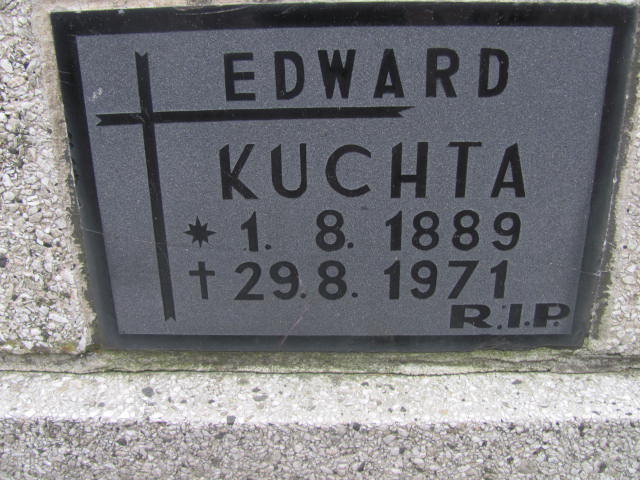 EDWARD
KUCHTA
* 1. 8. 1889
† 29.8. 1971
R.I.P.